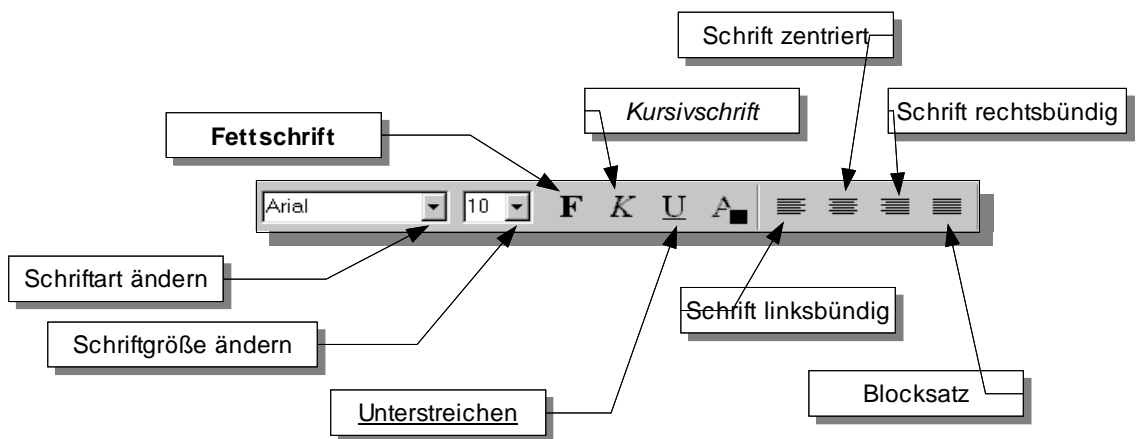 Schrift zentriert
Kursivschrift
Schrift rechtsbündig
Fettschrift
Arial
10
F
K
U
A
Schriftart ändern
Schrift linksbündig
Schriftgröße ändern
Blocksatz
Unterstreichen